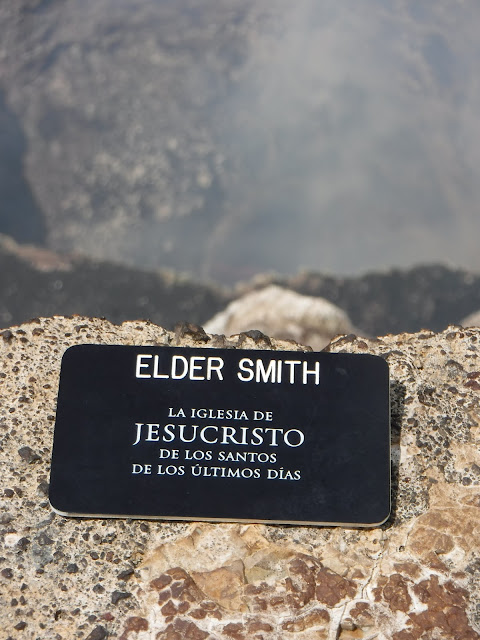 ELDER SMITH
LA IGLESIA DE
JESUCRISTO
DE LOS SANTOS
DE LOS ÚLTIMOS DÍAS